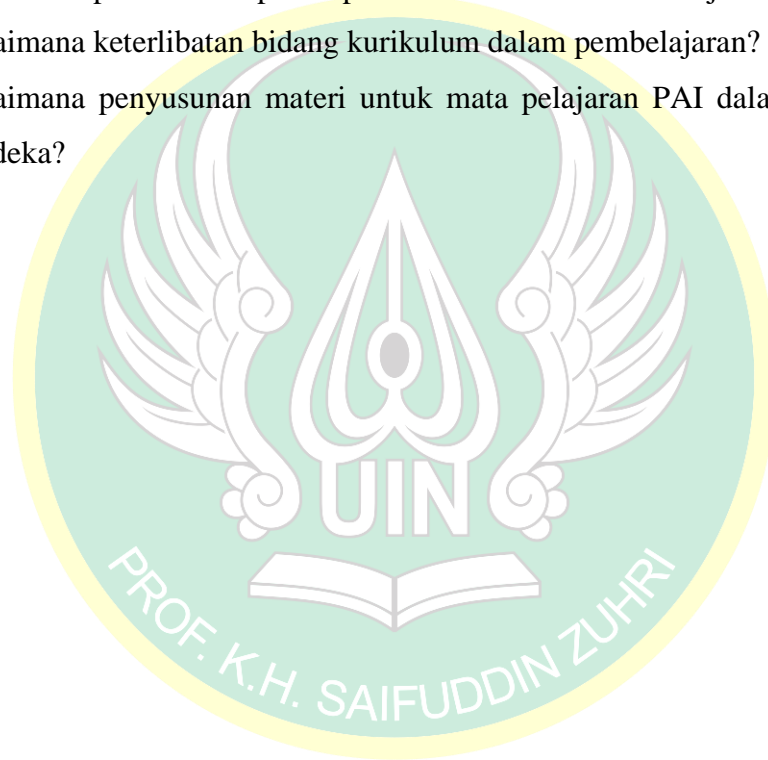 aimana keterlibatan bidang kurikulum dalam pembelajaran?
aimana penyusunan materi untuk mata pelajaran PAI dala
deka?
UIN
PROF. K.H. SAIFUDDIN ZUHRI